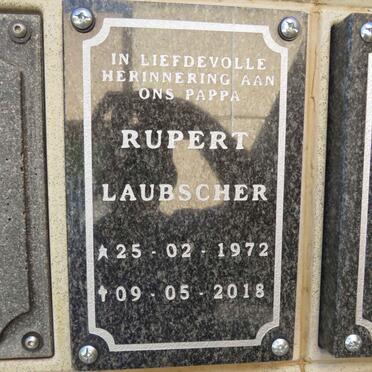 IN LIEFDEVOLLE
HERINNERING AAN
ONS PAPPA
RUPERT
LAUBSCHER
25 - 02 - 1972
09 - 05 - 2018